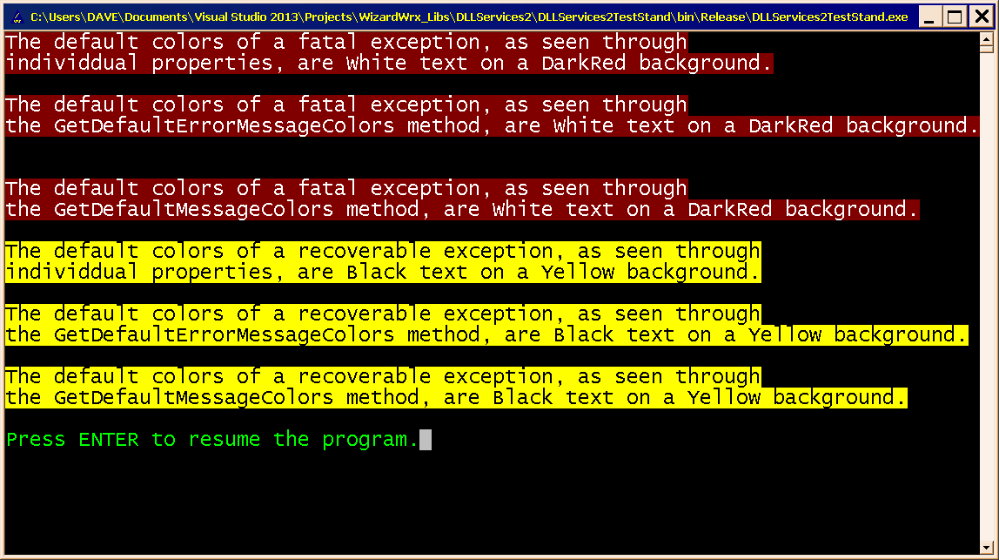 C:\Users\DAVE\Documents\Visual Studio 2013\Projects\WizardWrx_Libs\DLLServices2\DLLServices2TestStand\bin\Release\DLLServices2TestStand.exe
The default colors of a fatal exception, as seen through
individdual properties, are White text on a DarkRed background.
The default colors of a fatal exception, as seen through
the GetDefaultErrorMessageColors method, are White text on a DarkRed background.
The default colors of a fatal exception, as seen through
the GetDefaultMessageColors method, are White text on a DarkRed background.
The default colors of a recoverable exception, as seen through
individdual properties, are Black text on a Yellow background.
The default colors of a recoverable exception, as seen through
the GetDefaultErrorMessageColors method, are Black text on a Yellow background.
The default colors of a recoverable exception, as seen through
the GetDefaultMessageColors method, are Black text on a Yellow background.
Press ENTER to resume the program.